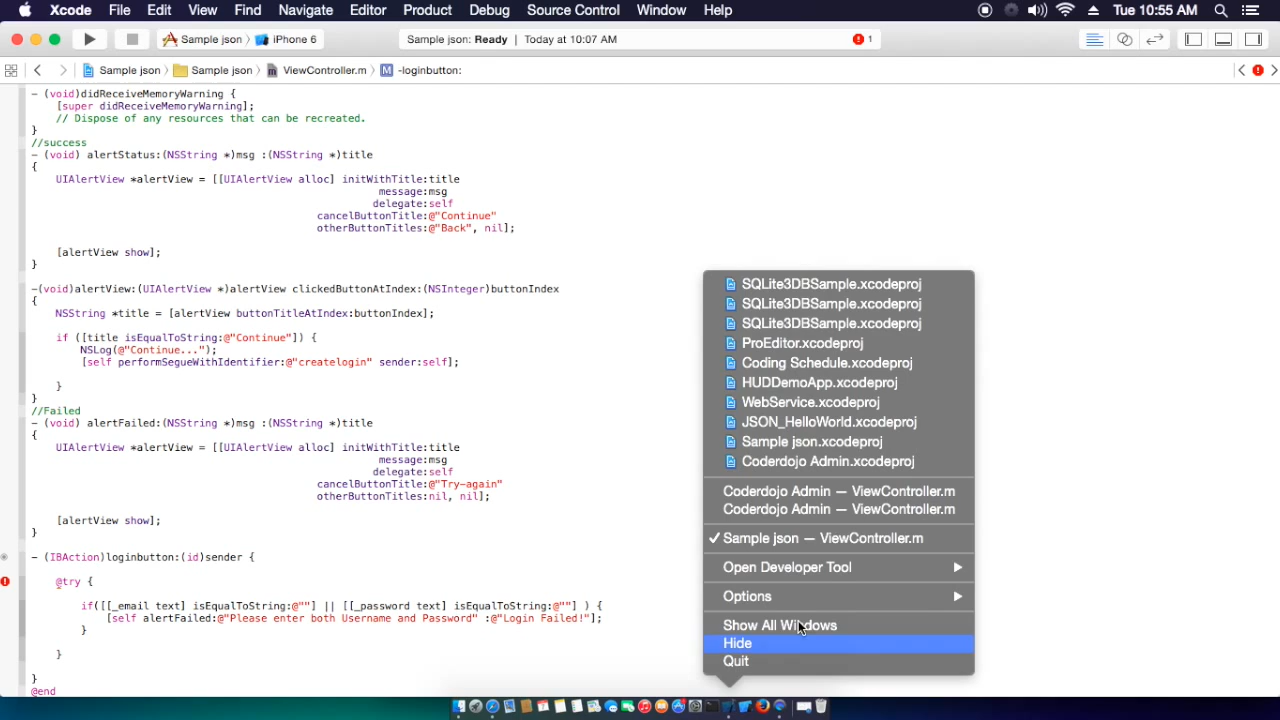 Xcode File Edit View Find Navigate Editor Product Debug Source Control Window Help Tue 10:55 AM
Sample json iPhone 6 Sample json: Ready | Today at 10:07 AM 1
Sample json Sample json ViewController.m M -loginbutton:
- (void)didReceiveMemoryWarning {
[super didReceiveMemoryWarning];
// Dispose of any resources that can be recreated.
}
//success
- (void) alertStatus:(NSString *)msg :(NSString *)title
{
UIAlertView *alertView = [[UIAlertView alloc] initWithTitle:title
message:msg
delegate:self
cancelButtonTitle:@"Continue"
otherButtonTitles:@"Back", nil];
[alertView show];
}
-(void)alertView:(UIAlertView *)alertView clickedButtonAtIndex:(NSInteger)buttonIndex
{
NSString *title = [alertView buttonTitleAtIndex:buttonIndex];
if ([title isEqualToString:@"Continue"]) {
NSLog(@"Continue...");
[self performSegueWithIdentifier:@"createlogin" sender:self];
}
}
//Failed
- (void) alertFailed:(NSString *)msg :(NSString *)title
{
UIAlertView *alertView = [[UIAlertView alloc] initWithTitle:title
message:msg
delegate:self
cancelButtonTitle:@"Try-again"
otherButtonTitles:nil, nil];
[alertView show];
}
- (IBAction)loginbutton:(id)sender {
@try {
if([[_email text] isEqualToString:@""] || [[_password text] isEqualToString:@""] ) {
[self alertFailed:@"Please enter both Username and Password" :@"Login Failed!"];
}
}
}
@end
SQLite3DBSample.xcodeproj
SQLite3DBSample.xcodeproj
SQLite3DBSample.xcodeproj
ProEditor.xcodeproj
Coding Schedule.xcodeproj
HUDDemoApp.xcodeproj
WebService.xcodeproj
JSON_HelloWorld.xcodeproj
Sample json.xcodeproj
Coderdojo Admin.xcodeproj
Coderdojo Admin — ViewController.m
Coderdojo Admin — ViewController.m
✓ Sample json — ViewController.m
Open Developer Tool
Options
Show All Windows
Hide
Quit